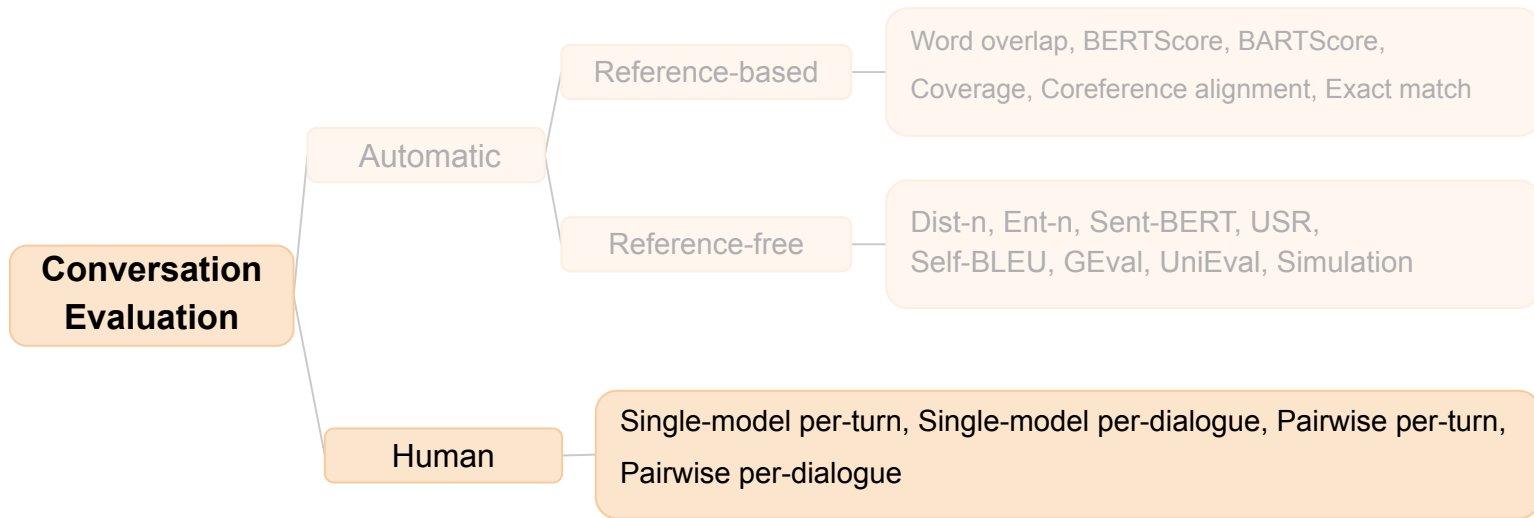 Conversation
Evaluation
Automatic
Reference-based
Word overlap, BERTScore, BARTScore,
Coverage, Coreference alignment, Exact match
Reference-free
Dist-n, Ent-n, Sent-BERT, USR,
Self-BLEU, GEval, UniEval, Simulation
Human
Single-model per-turn, Single-model per-dialogue, Pairwise per-turn,
Pairwise per-dialogue